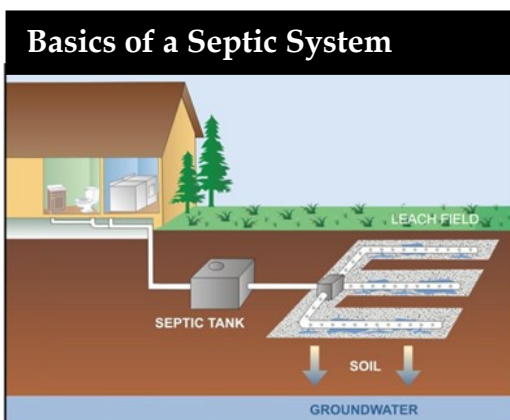 Basics of a Septic System
LEACH FIELD
SEPTIC TANK
SOIL
GROUNDWATER